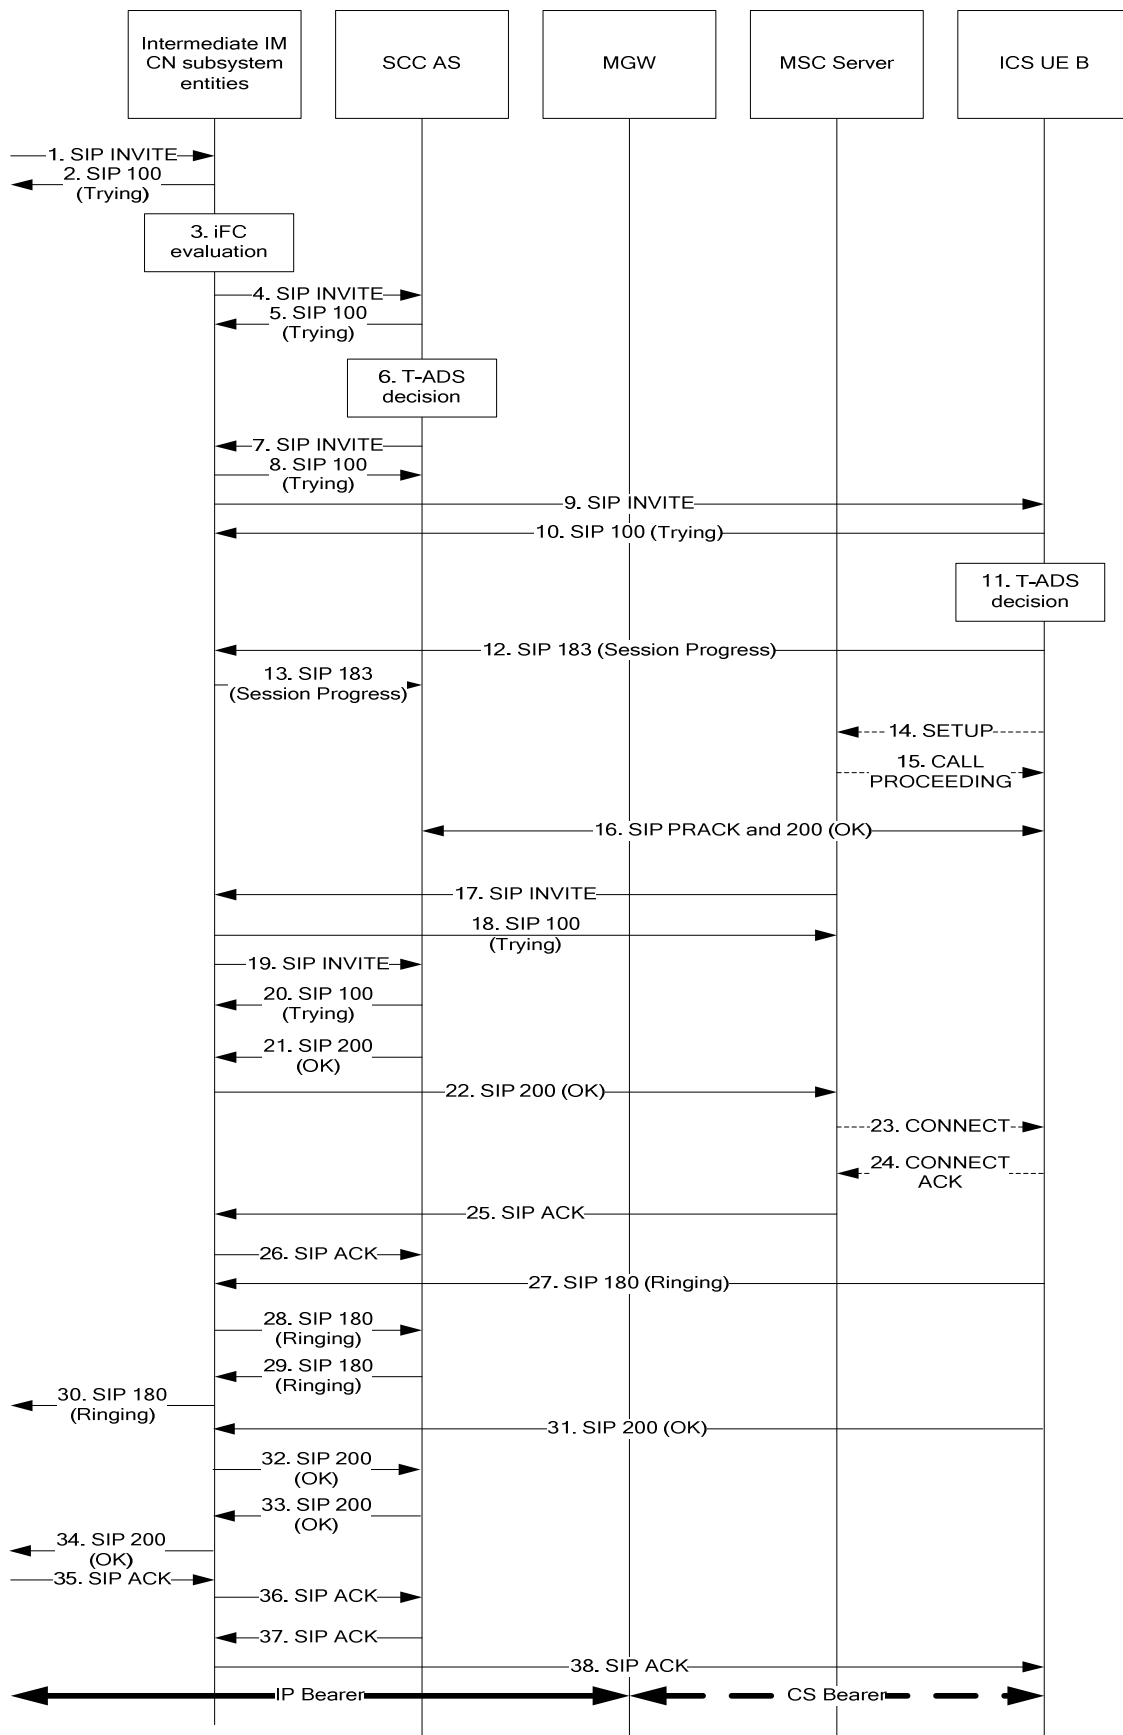 Intermediate IM
CN subsystem
entities
SCC AS
MGW
MSC Server
ICS UE B
1. SIP INVITE
2. SIP 100
(Trying)
3. iFC
evaluation
4. SIP INVITE
5. SIP 100
(Trying)
6. T-ADS
decision
7. SIP INVITE
8. SIP 100
(Trying)
9. SIP INVITE
10. SIP 100 (Trying)
11. T-ADS
decision
12. SIP 183 (Session Progress)
13. SIP 183
(Session Progress)
14. SETUP
15. CALL
PROCEEDING
16. SIP PRACK and 200 (OK)
17. SIP INVITE
18. SIP 100
(Trying)
19. SIP INVITE
20. SIP 100
(Trying)
21. SIP 200
(OK)
22. SIP 200 (OK)
23. CONNECT
24. CONNECT
ACK
25. SIP ACK
26. SIP ACK
27. SIP 180 (Ringing)
28. SIP 180
(Ringing)
29. SIP 180
(Ringing)
30. SIP 180
(Ringing)
31. SIP 200 (OK)
32. SIP 200
(OK)
33. SIP 200
(OK)
34. SIP 200
(OK)
35. SIP ACK
36. SIP ACK
37. SIP ACK
38. SIP ACK
IP Bearer
CS Bearer